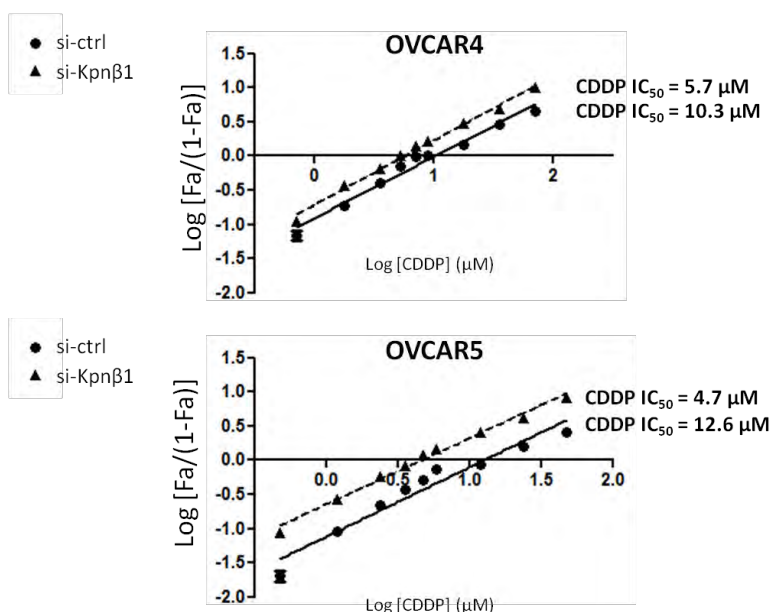 si-ctrl
si-Kpnβ1
OVCAR4
Log [Fa/(1-Fa)]
1.5
1.0
0.5
0.0
-0.5
-1.0
-1.5
-2.0
0
1
2
Log [CDDP] (μM)
CDDP IC50 = 5.7 μM
CDDP IC50 = 10.3 μM
si-ctrl
si-Kpnβ1
OVCAR5
Log [Fa/(1-Fa)]
1.5
1.0
0.5
0.0
-0.5
-1.0
-1.5
-2.0
0.0
0.5
1.0
1.5
2.0
Log [CDDP] (μM)
CDDP IC50 = 4.7 μM
CDDP IC50 = 12.6 μM